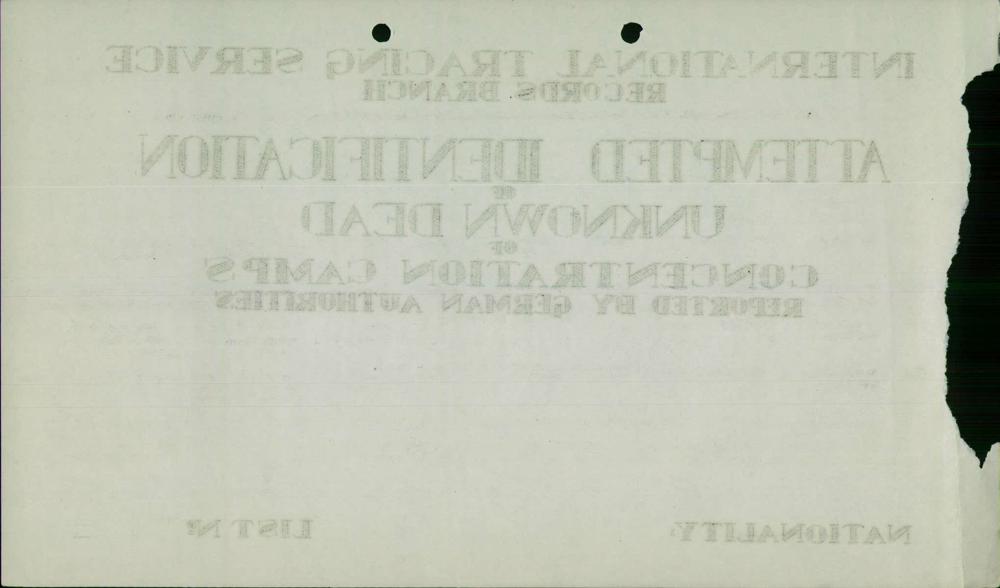 INTERNATIONAL TRACING SERVICE
RECORDS BRANCH
ATTEMPTED IDENTIFICATION
OF
UNKNOWN DEAD
OF
CONCENTRATION CAMPS
REPORTED BY GERMAN AUTHORITIES
NATIONALITY: LIST Nº